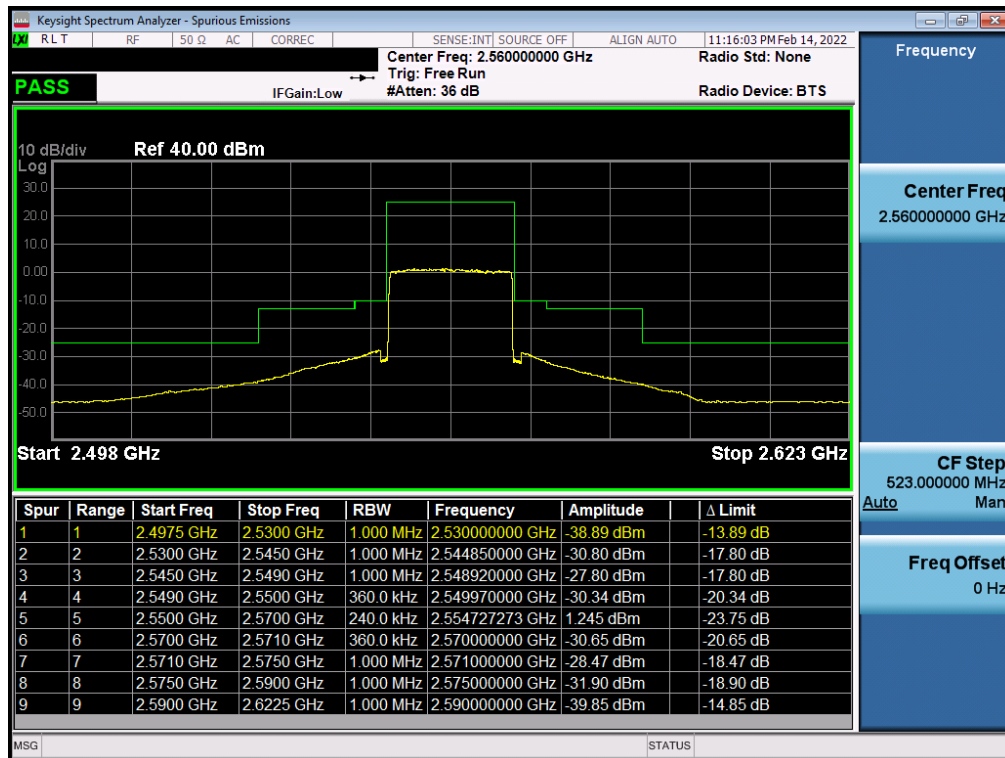 Keysight Spectrum Analyzer - Spurious Emissions
LXI RLT RF 50 Ω AC CORREC SENSE:INT SOURCE OFF ALIGN AUTO 11:16:03 PM Feb 14, 2022
Center Freq: 2.560000000 GHz Radio Std: None
Trig: Free Run
PASS IFGain:Low #Atten: 36 dB Radio Device: BTS
10 dB/div Ref 40.00 dBm
Log
30.0
20.0
10.0
0.00
-10.0
-20.0
-30.0
-40.0
-50.0
Start 2.498 GHz Stop 2.623 GHz
Spur Range Start Freq Stop Freq RBW Frequency Amplitude Δ Limit
1 1 2.4975 GHz 2.5300 GHz 1.000 MHz 2.530000000 GHz -38.89 dBm -13.89 dB
2 2 2.5300 GHz 2.5450 GHz 1.000 MHz 2.544850000 GHz -30.80 dBm -17.80 dB
3 3 2.5450 GHz 2.5490 GHz 1.000 MHz 2.548920000 GHz -27.80 dBm -17.80 dB
4 4 2.5490 GHz 2.5500 GHz 360.0 kHz 2.549970000 GHz -30.34 dBm -20.34 dB
5 5 2.5500 GHz 2.5700 GHz 240.0 kHz 2.554727273 GHz 1.245 dBm -23.75 dB
6 6 2.5700 GHz 2.5710 GHz 360.0 kHz 2.570000000 GHz -30.65 dBm -20.65 dB
7 7 2.5710 GHz 2.5750 GHz 1.000 MHz 2.571000000 GHz -28.47 dBm -18.47 dB
8 8 2.5750 GHz 2.5900 GHz 1.000 MHz 2.575000000 GHz -31.90 dBm -18.90 dB
9 9 2.5900 GHz 2.6225 GHz 1.000 MHz 2.590000000 GHz -39.85 dBm -14.85 dB
MSG STATUS
Frequency
Center Freq
2.560000000 GHz
CF Step
523.000000 MHz
Auto Man
Freq Offset
0 Hz